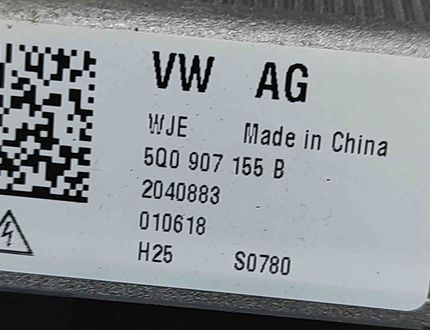 VW AG
WJE Made in China
5Q0 907 155 B
2040883
010618
H25 S0780